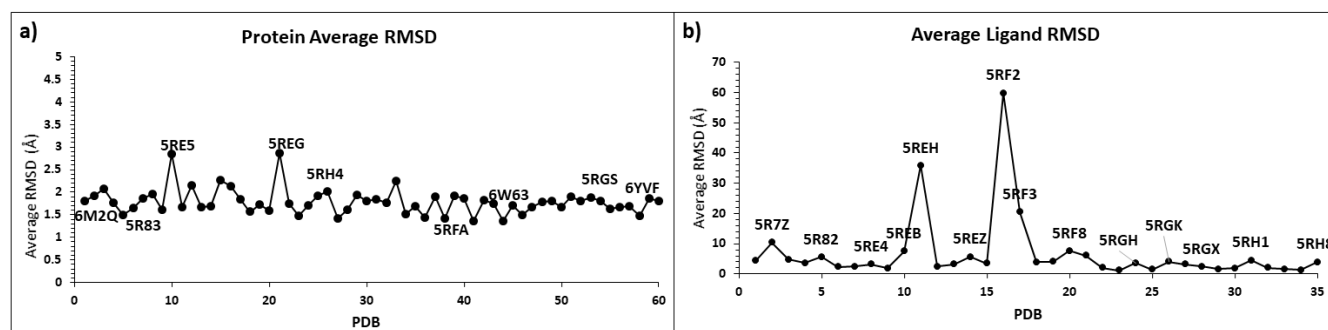 a)
Protein Average RMSD
Average RMSD (Å)
5
4.5
4
3.5
3
2.5
2
1.5
1
0.5
0
6M2Q
5R83
5RE5
5REG
5RH4
5RFA
6W63
5RGS
6YVF
0 10 20 30 40 50 60
PDB
b)
Average Ligand RMSD
Average RMSD (Å)
70
60
50
40
30
20
10
0
5R7Z
5R82
5RE4
5REB
5REH
5REZ
5RF2
5RF3
5RF8
5RGH
5RGK
5RGX
5RH1
5RH8
0 5 10 15 20 25 30 35
PDB